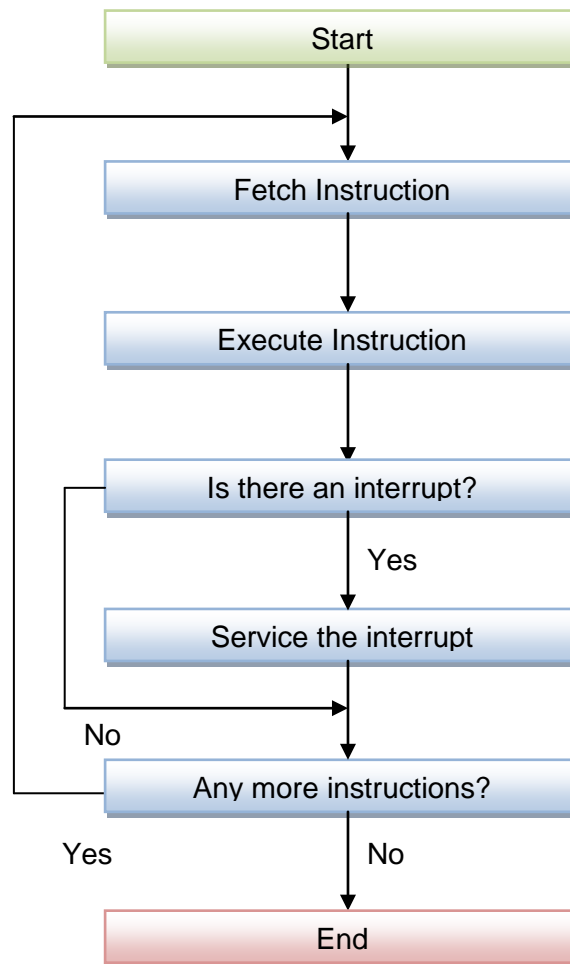 Start
Fetch Instruction
Execute Instruction
Is there an interrupt?
Yes
Service the interrupt
No
Any more instructions?
Yes
No
End